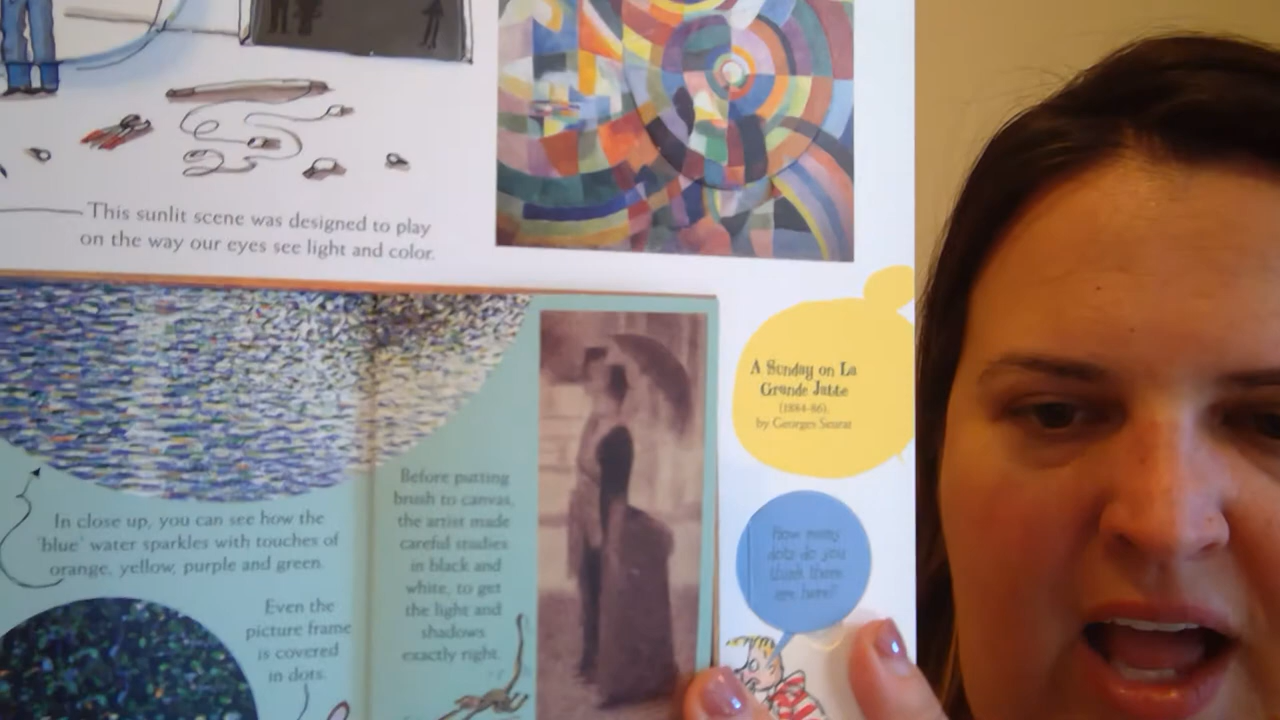 This sunlit scene was designed to play
on the way our eyes see light and color.
A Sunday on La
Grande Jatte
(1884-86),
by Georges Seurat
In close up, you can see how the
'blue' water sparkles with touches of
orange, yellow, purple and green.
Even the
picture frame
is covered
in dots.
Before putting
brush to canvas,
the artist made
careful studies
in black and
white, to get
the light and
shadows
exactly right.
How many
dots do you
think there
are here?